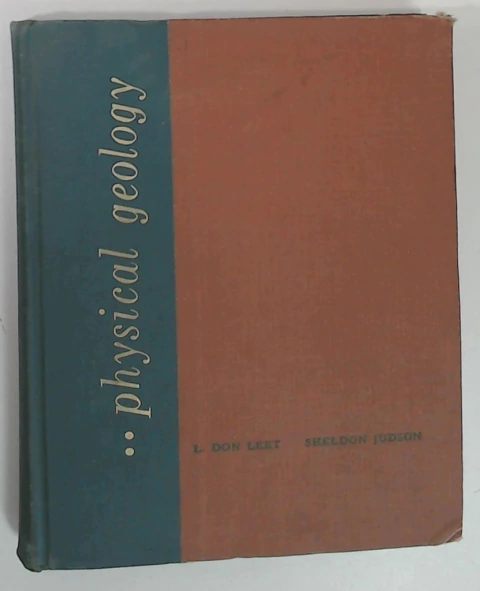 ..physical geology
L. DON LEET SHELDON JUDSON